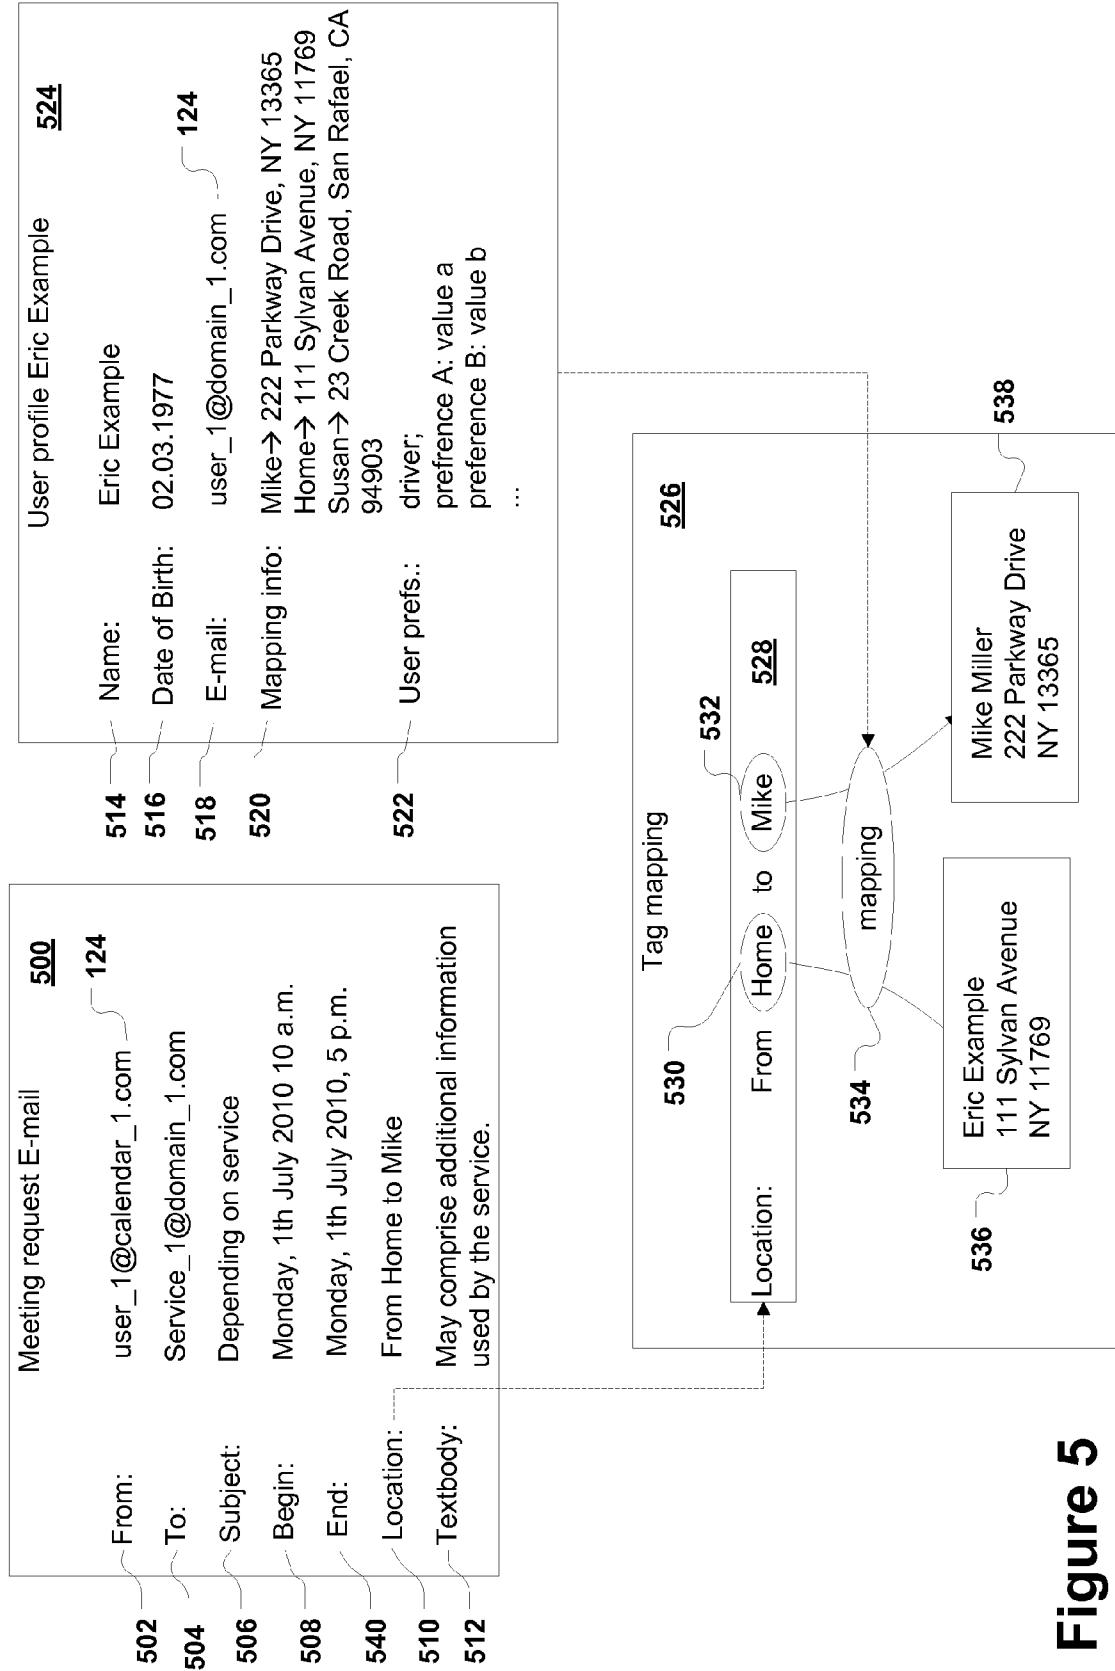 Meeting request E-mail
500
502 From: user_1@calendar_1.com 124
504 To: Service_1@domain_1.com
506 Subject: Depending on service
508 Begin: Monday, 1th July 2010 10 a.m.
540 End: Monday, 1th July 2010, 5 p.m.
510 Location: From Home to Mike
512 Textbody: May comprise additional information
used by the service.
User profile Eric Example
524
514 Name: Eric Example
516 Date of Birth: 02.03.1977
518 E-mail: user_1@domain_1.com 124
520 Mapping info: Mike→ 222 Parkway Drive, NY 13365
Home→ 111 Sylvan Avenue, NY 11769
Susan→ 23 Creek Road, San Rafael, CA
94903
522 User prefs.: driver;
prefrence A: value a
preference B: value b
...
Tag mapping
526
530
532
Location: From Home to Mike 528
534
mapping
536
Eric Example
111 Sylvan Avenue
NY 11769
Mike Miller
222 Parkway Drive
NY 13365
538
Figure 5